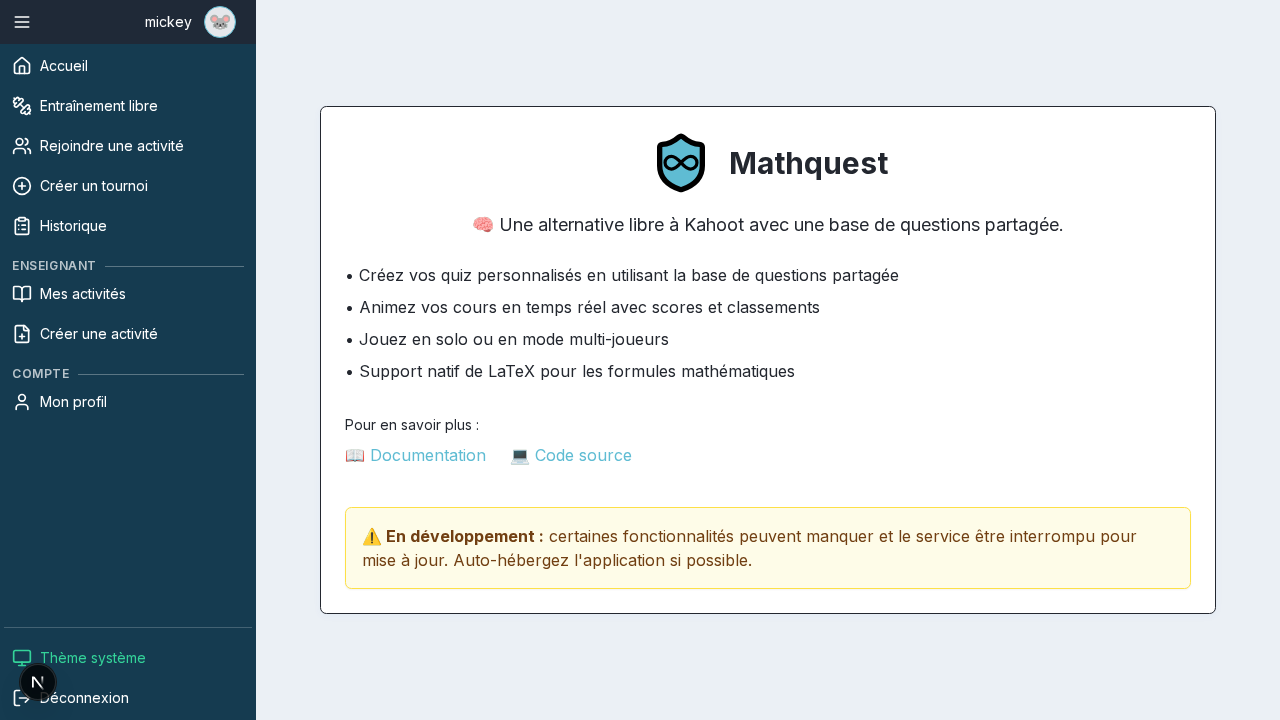 mickey
Accueil
Entraînement libre
Rejoindre une activité
Créer un tournoi
Historique
ENSEIGNANT
Mes activités
Créer une activité
COMPTE
Mon profil
Thème système
Déconnexion
N
Mathquest
🧠 Une alternative libre à Kahoot avec une base de questions partagée.
• Créez vos quiz personnalisés en utilisant la base de questions partagée
• Animez vos cours en temps réel avec scores et classements
• Jouez en solo ou en mode multi-joueurs
• Support natif de LaTeX pour les formules mathématiques
Pour en savoir plus :
📖 Documentation 💻 Code source
⚠️ En développement : certaines fonctionnalités peuvent manquer et le service être interrompu pour
mise à jour. Auto-hébergez l'application si possible.